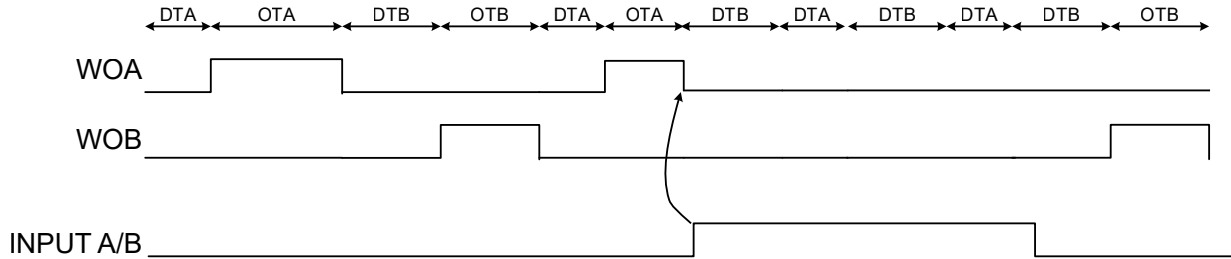 DTA OTA DTB OTB DTA OTA DTB DTA DTB DTA DTB OTB
WOA
WOB
INPUT A/B